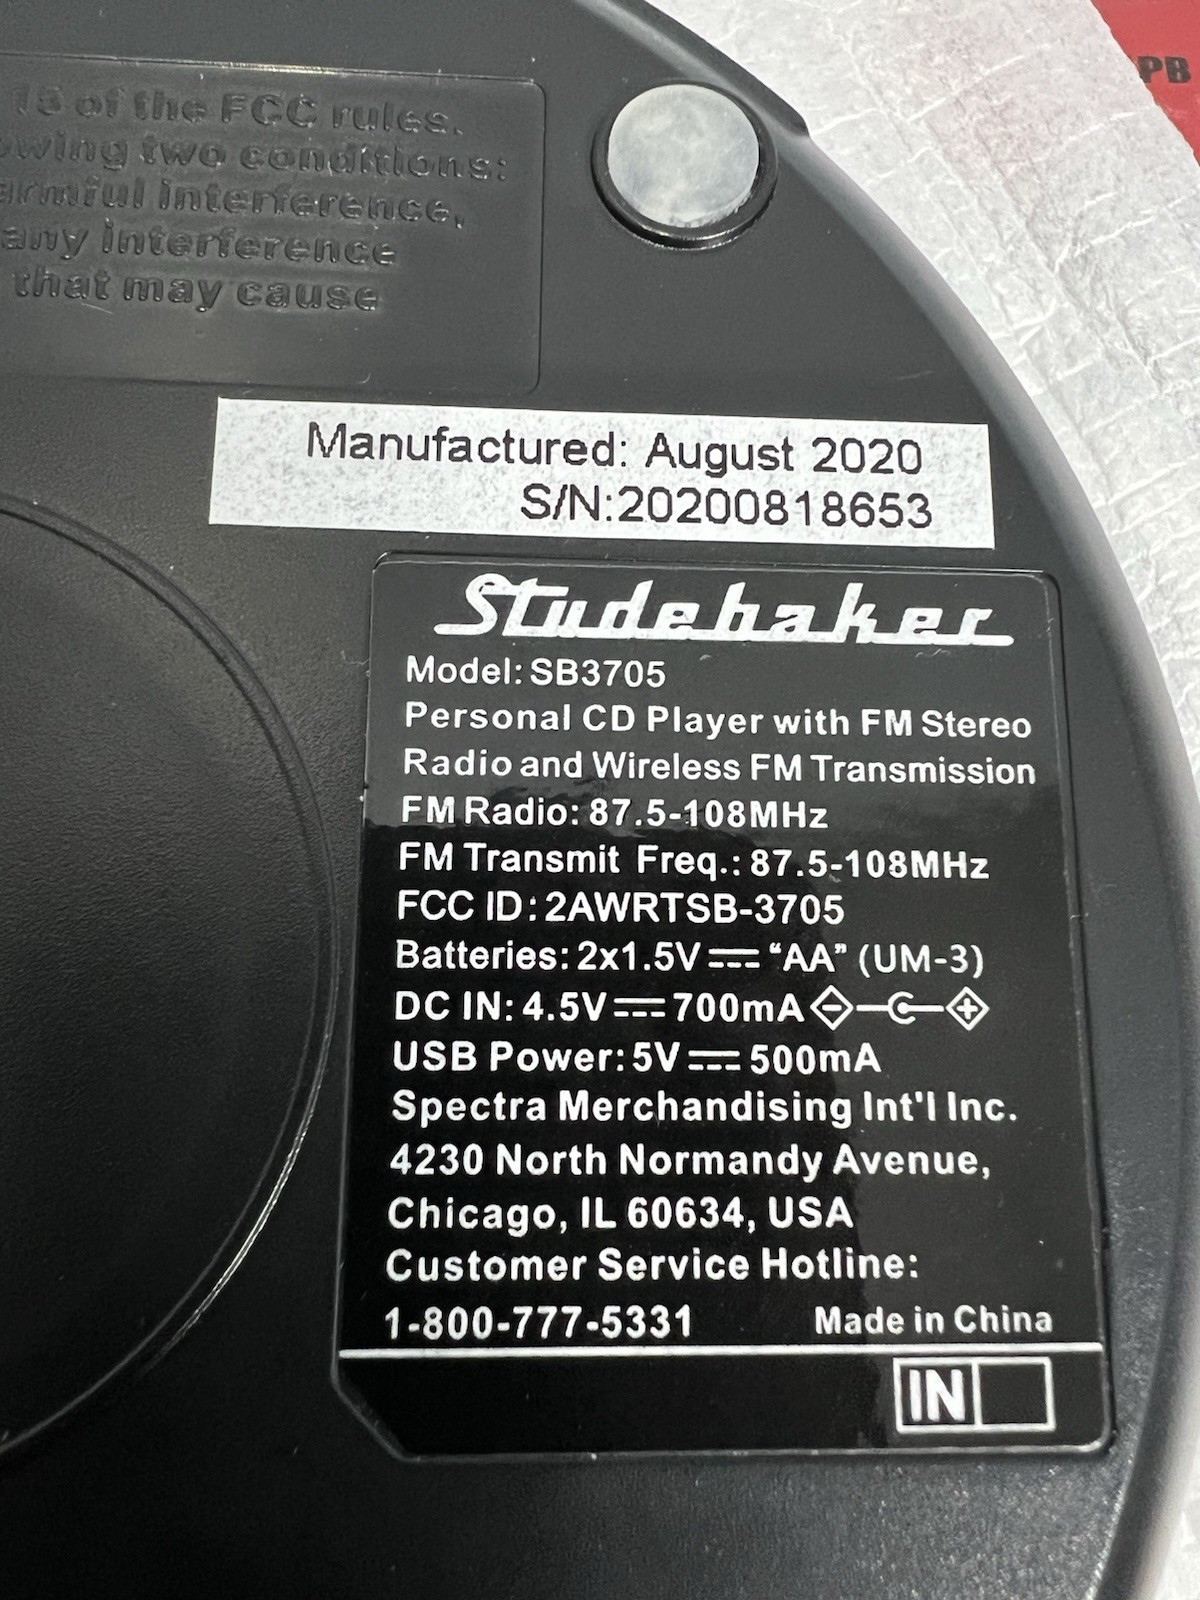 15 of the FCC rules.
owing two conditions:
armful interference,
any interference
that may cause
PB
Manufactured: August 2020
S/N:20200818653
Studebaker
Model: SB3705
Personal CD Player with FM Stereo
Radio and Wireless FM Transmission
FM Radio: 87.5-108MHz
FM Transmit Freq.: 87.5-108MHz
FCC ID: 2AWRTSB-3705
Batteries: 2x1.5V⎓ “AA” (UM-3)
DC IN: 4.5V⎓700mA
USB Power: 5V⎓500mA
Spectra Merchandising Int'l Inc.
4230 North Normandy Avenue,
Chicago, IL 60634, USA
Customer Service Hotline:
1-800-777-5331 Made in China
IN